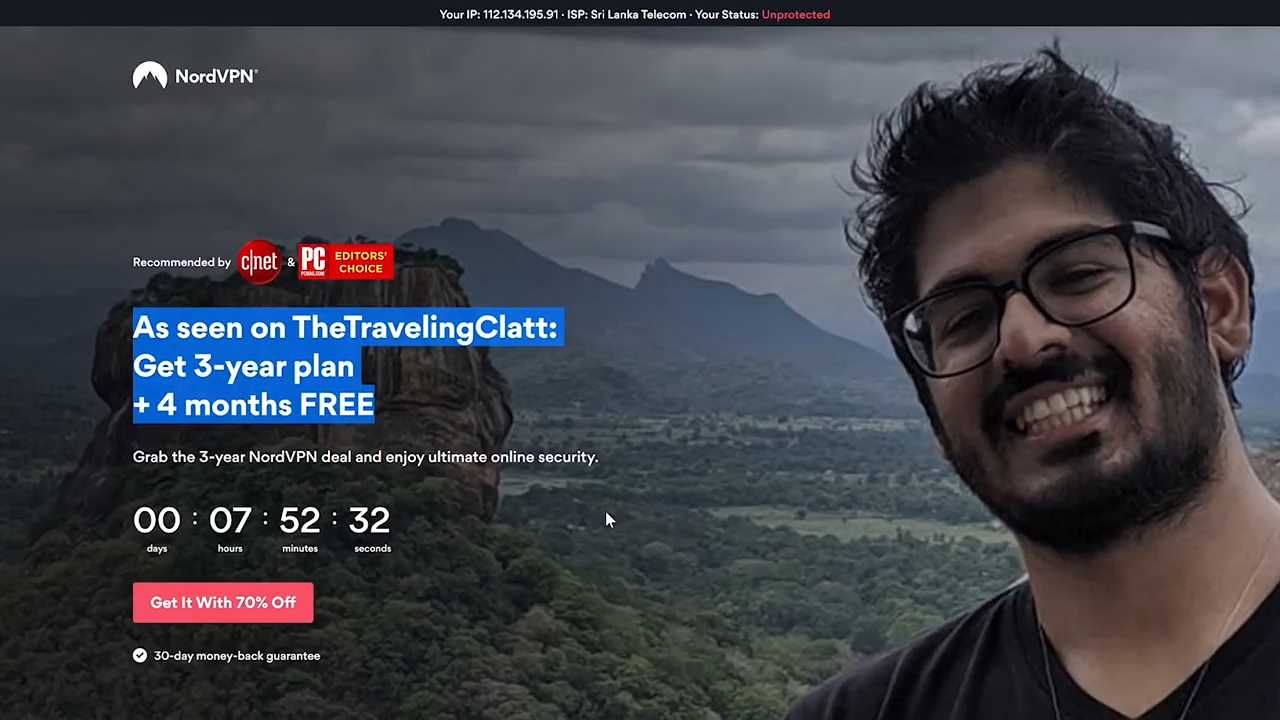 Your IP: 112.134.195.91 · ISP: Sri Lanka Telecom · Your Status: Unprotected
NordVPN®
Recommended by c|net & PC PCMAG.COM EDITORS' CHOICE
As seen on TheTravelingClatt:
Get 3-year plan
+ 4 months FREE
Grab the 3-year NordVPN deal and enjoy ultimate online security.
00 : 07 : 52 : 32
days hours minutes seconds
Get It With 70% Off
30-day money-back guarantee